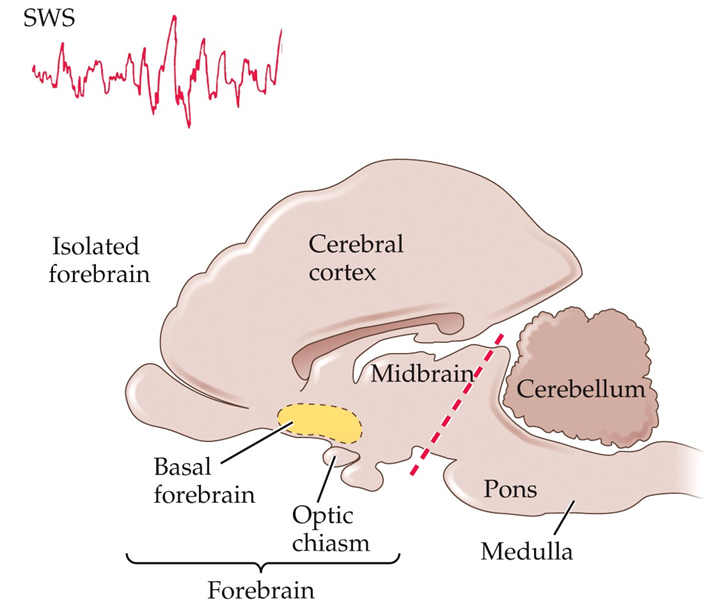 SWS
Isolated
forebrain
Cerebral
cortex
Midbrain
Cerebellum
Basal
forebrain
Optic
chiasm
Pons
Medulla
Forebrain